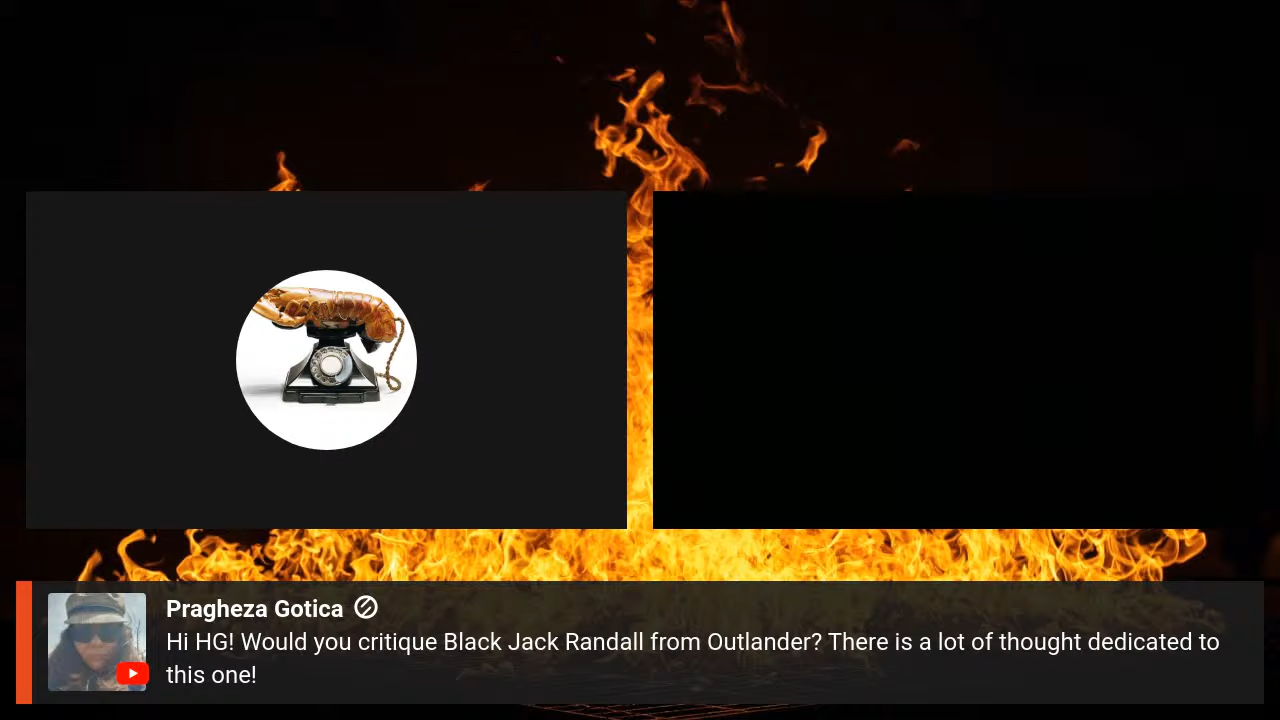 Pragheza Gotica
Hi HG! Would you critique Black Jack Randall from Outlander? There is a lot of thought dedicated to
this one!